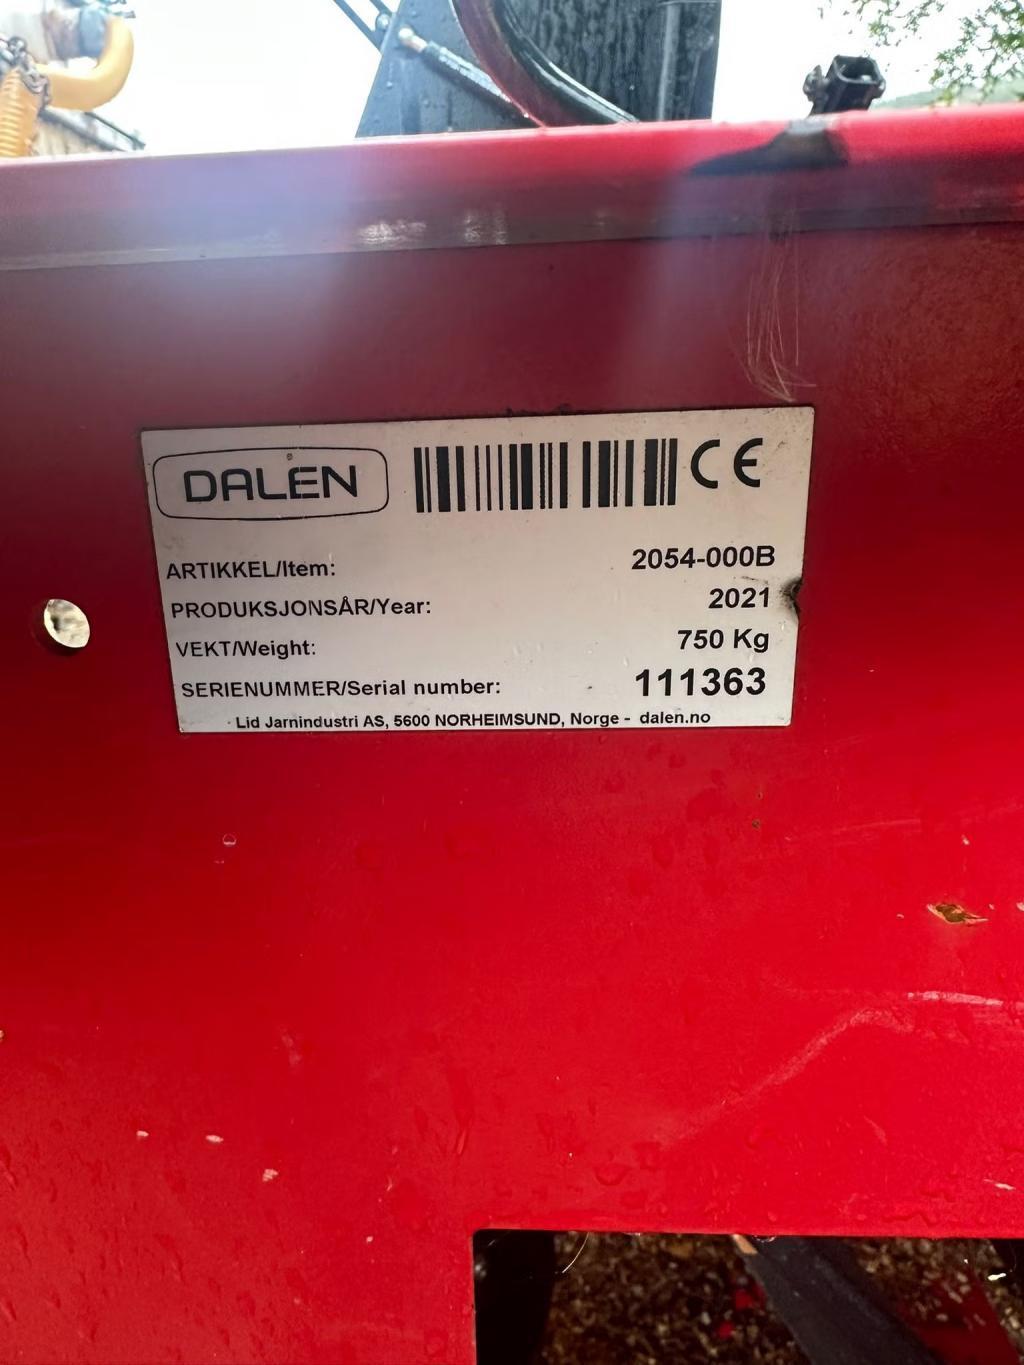 DALEN CE
ARTIKKEL/Item: 2054-000B
PRODUKSJONSÅR/Year: 2021
VEKT/Weight: 750 Kg
SERIENUMMER/Serial number: 111363
Lid Jarnindustri AS, 5600 NORHEIMSUND, Norge - dalen.no